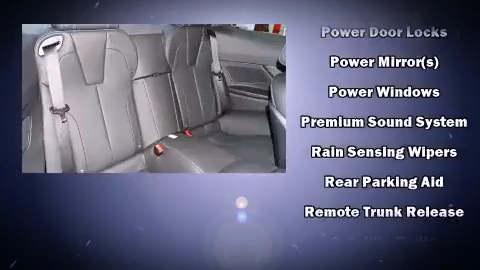 Power Door Locks
Power Mirror(s)
Power Windows
Premium Sound System
Rain Sensing Wipers
Rear Parking Aid
Remote Trunk Release